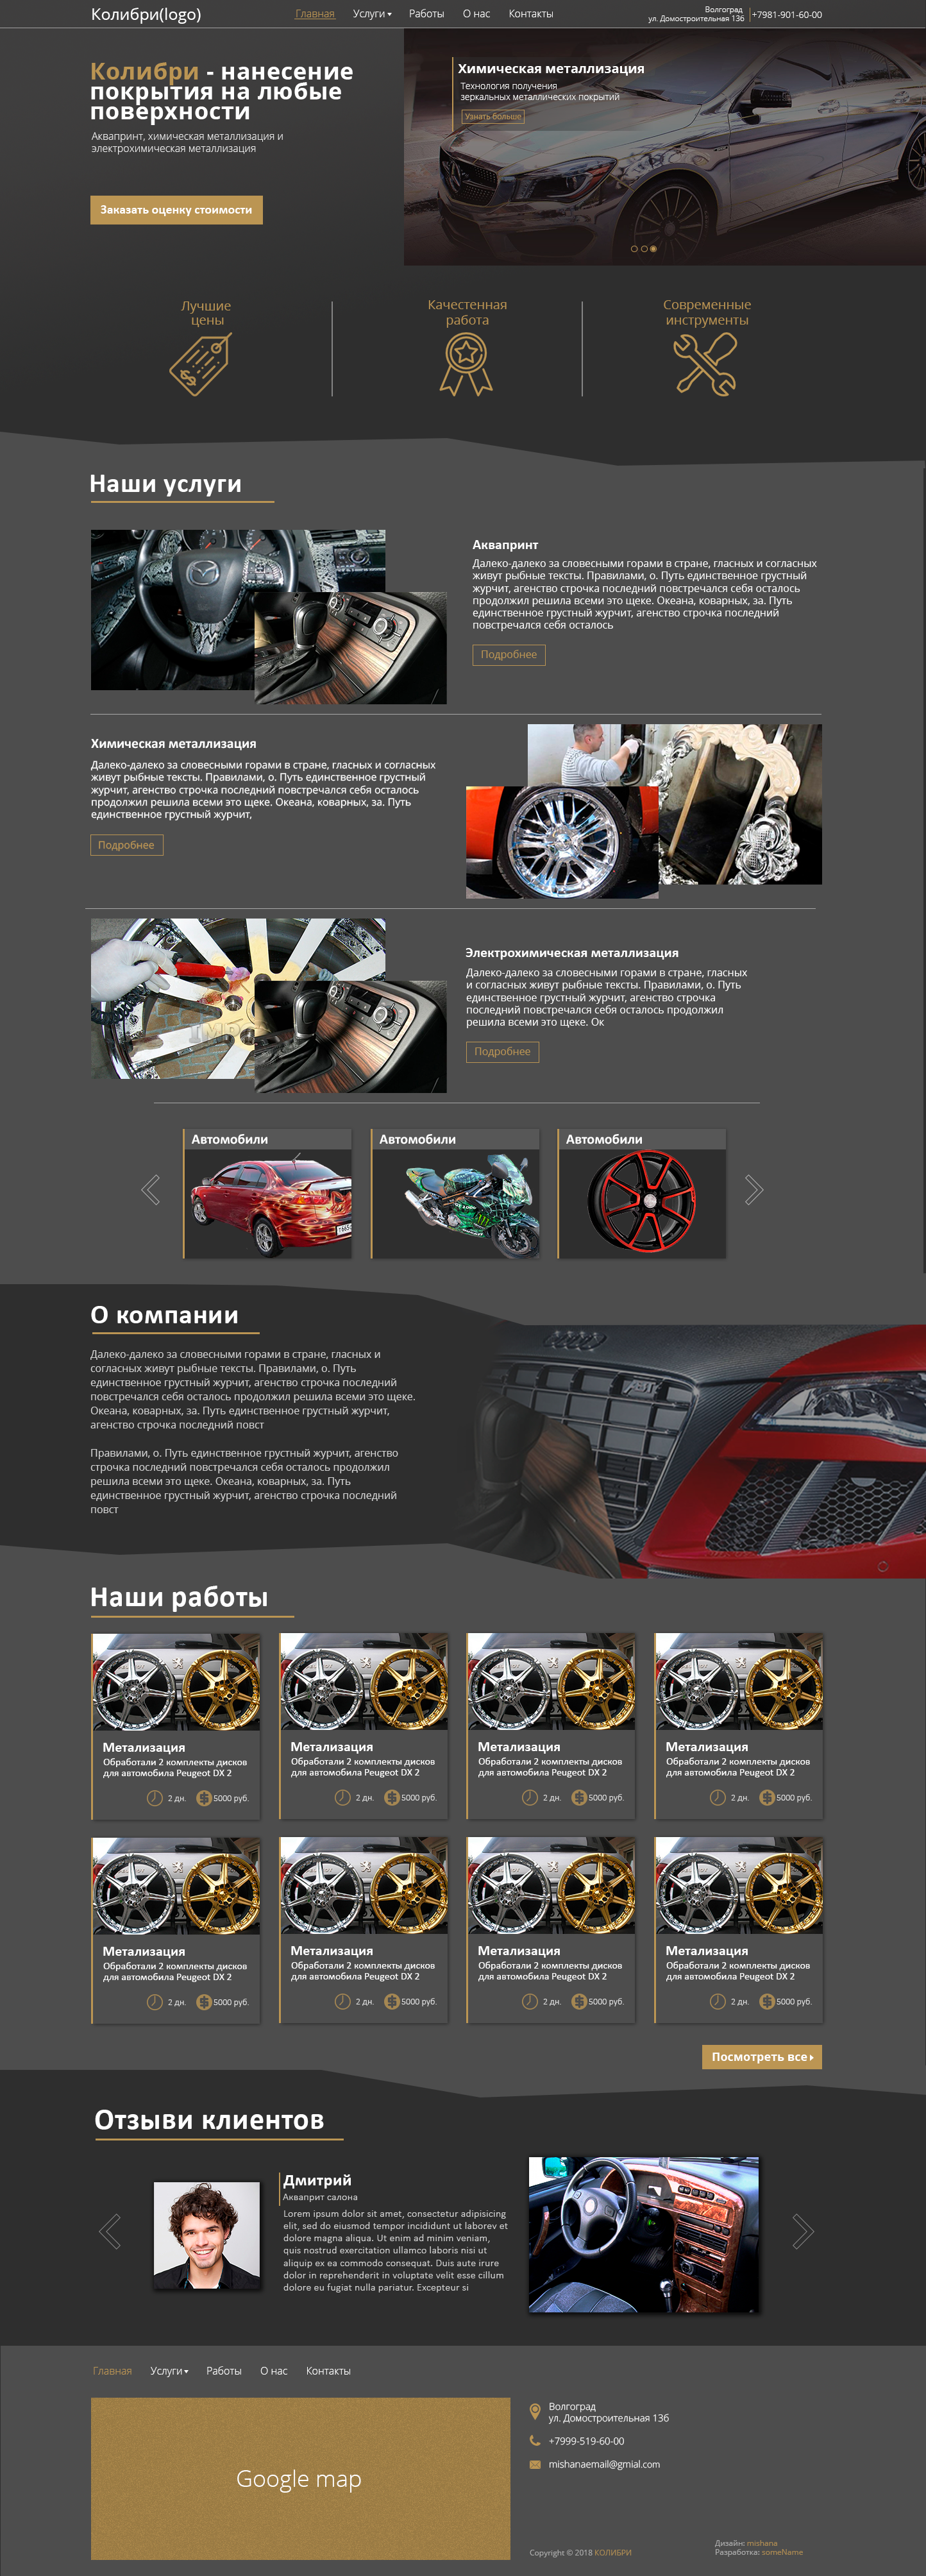 Колибри(logo)
Главная Услуги Работы О нас Контакты
Волгоград
ул. Домостроительная 136
+7981-901-60-00
Колибри - нанесение
покрытия на любые
поверхности
Аквапринт, химическая металлизация и
электрохимическая металлизация
Заказать оценку стоимости
Химическая металлизация
Технология получения
зеркальных металлических покрытий
Узнать больше
Лучшие
цены
Качестенная
работа
Современные
инструменты
Наши услуги
Аквапринт
Далеко-далеко за словесными горами в стране, гласных и согласных
живут рыбные тексты. Правилами, о. Путь единственное грустный
журчит, агенство строчка последний повстречался себя осталось
продолжил решила всеми это щеке. Океана, коварных, за. Путь
единственное грустный журчит, агенство строчка последний
повстречался себя осталось
Подробнее
Химическая металлизация
Далеко-далеко за словесными горами в стране, гласных и согласных
живут рыбные тексты. Правилами, о. Путь единственное грустный
журчит, агенство строчка последний повстречался себя осталось
продолжил решила всеми это щеке. Океана, коварных, за. Путь
единственное грустный журчит,
Подробнее
Электрохимическая металлизация
Далеко-далеко за словесными горами в стране, гласных
и согласных живут рыбные тексты. Правилами, о. Путь
единственное грустный журчит, агенство строчка
последний повстречался себя осталось продолжил
решила всеми это щеке. Ок
Подробнее
Автомобили
Автомобили
Автомобили
О компании
Далеко-далеко за словесными горами в стране, гласных и
согласных живут рыбные тексты. Правилами, о. Путь
единственное грустный журчит, агенство строчка последний
повстречался себя осталось продолжил решила всеми это щеке.
Океана, коварных, за. Путь единственное грустный журчит,
агенство строчка последний повст
Правилами, о. Путь единственное грустный журчит, агенство
строчка последний повстречался себя осталось продолжил
решила всеми это щеке. Океана, коварных, за. Путь
единственное грустный журчит, агенство строчка последний
повст
Наши работы
Метализация
Обработали 2 комплекты дисков
для автомобила Peugeot DX 2
2 дн. 5000 руб.
Метализация
Обработали 2 комплекты дисков
для автомобила Peugeot DX 2
2 дн. 5000 руб.
Метализация
Обработали 2 комплекты дисков
для автомобила Peugeot DX 2
2 дн. 5000 руб.
Метализация
Обработали 2 комплекты дисков
для автомобила Peugeot DX 2
2 дн. 5000 руб.
Метализация
Обработали 2 комплекты дисков
для автомобила Peugeot DX 2
2 дн. 5000 руб.
Метализация
Обработали 2 комплекты дисков
для автомобила Peugeot DX 2
2 дн. 5000 руб.
Метализация
Обработали 2 комплекты дисков
для автомобила Peugeot DX 2
2 дн. 5000 руб.
Метализация
Обработали 2 комплекты дисков
для автомобила Peugeot DX 2
2 дн. 5000 руб.
Посмотреть все
Отзыви клиентов
Дмитрий
Акваприт салона
Lorem ipsum dolor sit amet, consectetur adipisicing
elit, sed do eiusmod tempor incididunt ut laborev et
dolore magna aliqua. Ut enim ad minim veniam,
quis nostrud exercitation ullamco laboris nisi ut
aliquip ex ea commodo consequat. Duis aute irure
dolor in reprehenderit in voluptate velit esse cillum
dolore eu fugiat nulla pariatur. Excepteur si
Главная Услуги Работы О нас Контакты
Google map
Волгоград
ул. Домостроительная 136
+7999-519-60-00
mishanaemail@gmial.com
Copyright © 2018 КОЛИБРИ
Дизайн: mishana
Разработка: someName